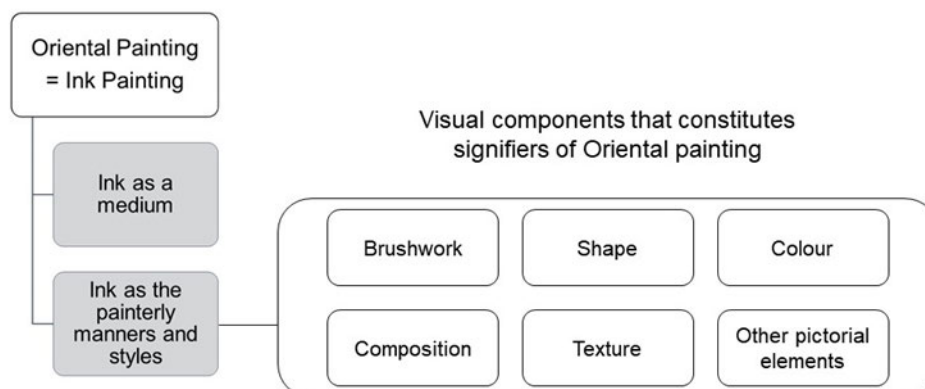 Oriental Painting
= Ink Painting
Visual components that constitutes
signifiers of Oriental painting
Ink as a
medium
Brushwork
Shape
Colour
Ink as the
painterly
manners and
styles
Composition
Texture
Other pictorial
elements